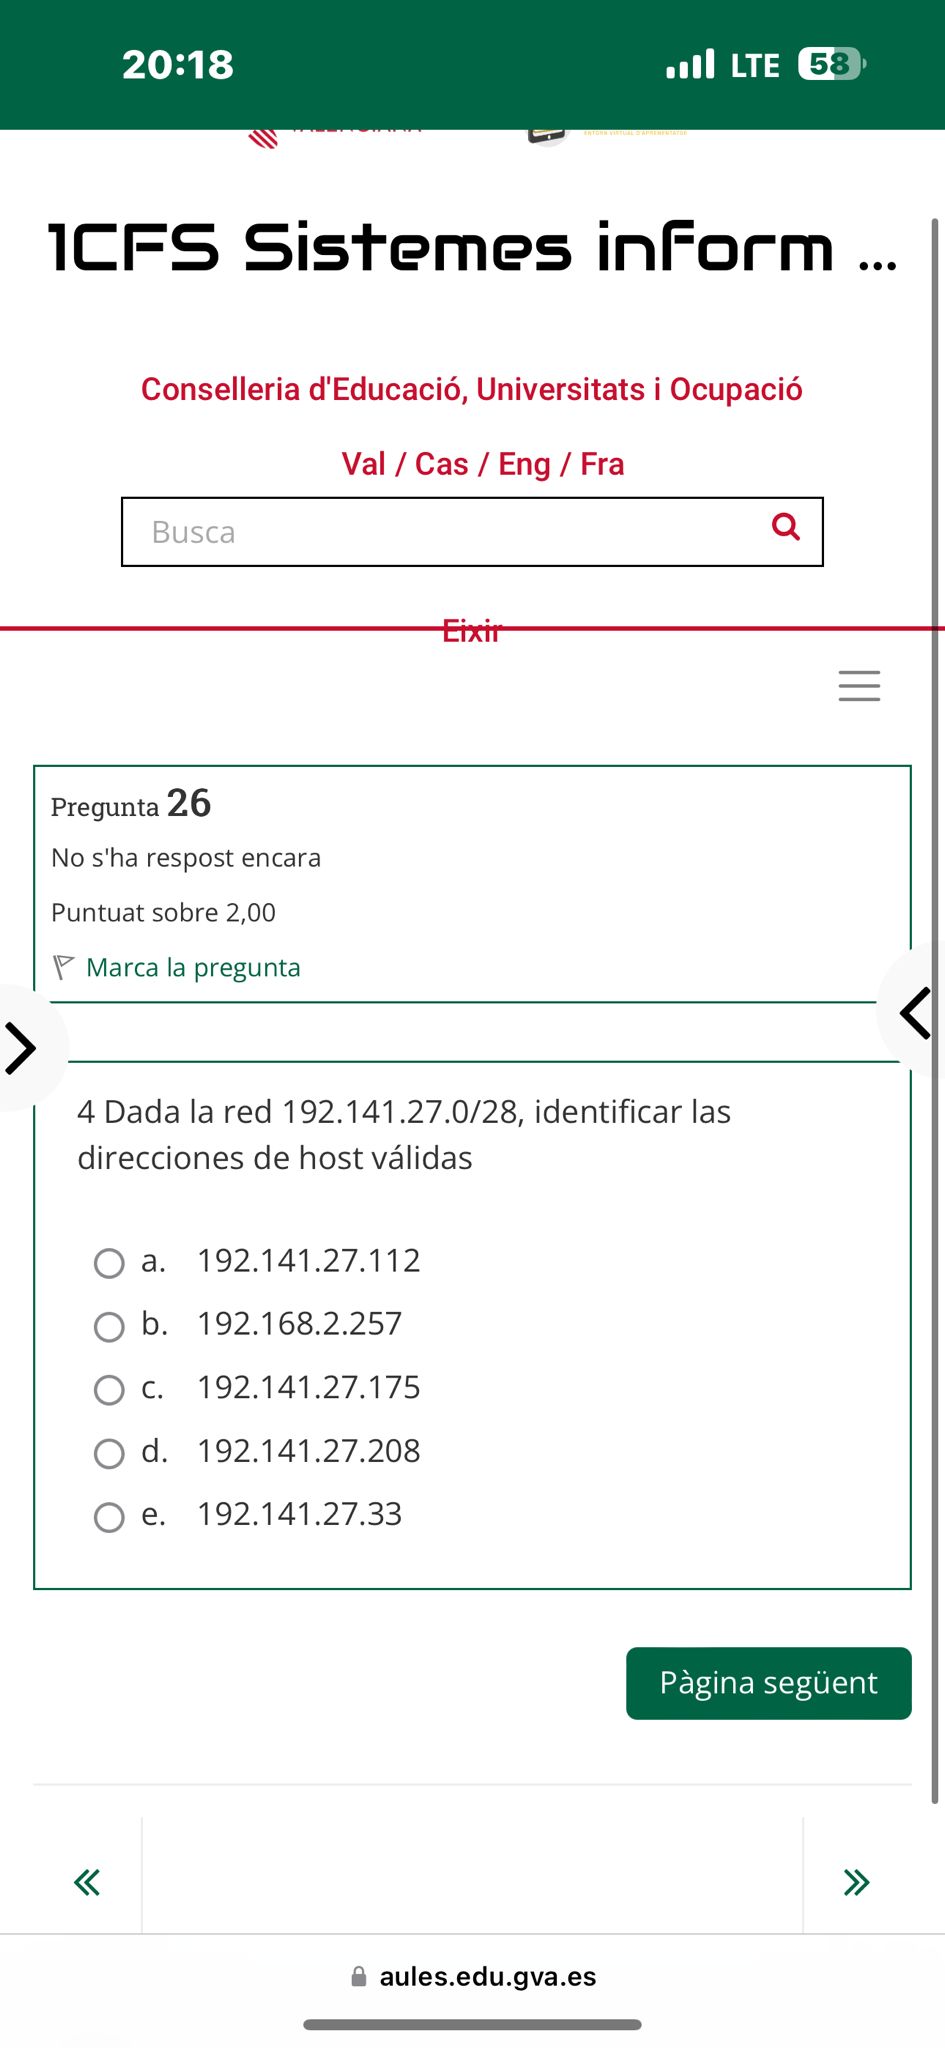 20:18
LTE 58
1CFS Sistemes inform ...
Conselleria d'Educació, Universitats i Ocupació
Val / Cas / Eng / Fra
Busca
Eixir
Pregunta 26
No s'ha respost encara
Puntuat sobre 2,00
Marca la pregunta
4 Dada la red 192.141.27.0/28, identificar las
direcciones de host válidas
a. 192.141.27.112
b. 192.168.2.257
c. 192.141.27.175
d. 192.141.27.208
e. 192.141.27.33
Pàgina següent
aules.edu.gva.es